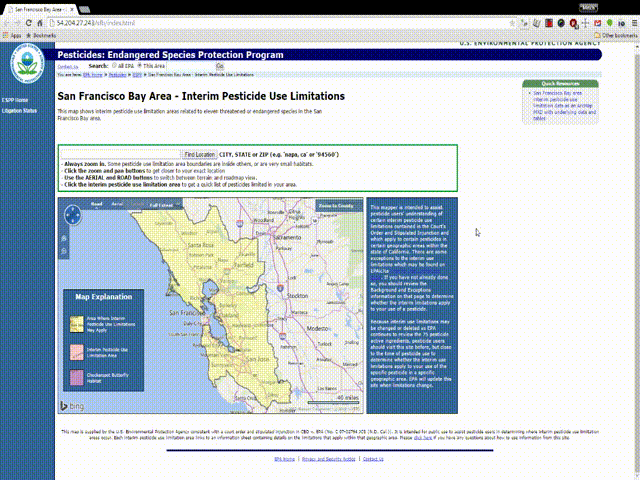 San Francisco Bay Area -
54.204.27.243/sfb/index.html
Apps
Bookmarks
Other bookmarks
U.S. ENVIRONMENTAL PROTECTION AGENCY
Pesticides: Endangered Species Protection Program
Contact Us Search: All EPA This Area Go
You are here: EPA Home » Pesticides » ESPP » San Francisco Bay Area - Interim Pesticide Use Limitations
ESPP Home
Litigation Status
San Francisco Bay Area - Interim Pesticide Use Limitations
This map shows interim pesticide use limitation areas related to eleven threatened or endangered species in the San
Francisco Bay area.
Quick Resources
San Francisco Bay area
interim pesticide use
limitation data as an ArcMap
MXD with underlying data and
tables
Find Location CITY, STATE or ZIP (e.g. 'napa, ca' or '94560')
- Always zoom in. Some pesticide use limitation boundaries are inside others, or are very small habitats.
- Click the zoom and pan buttons to get closer to your exact location
- Use the AERIAL and ROAD buttons to switch between terrain and roadmap view.
- Click the interim pesticide use limitation area to get a quick list of pesticides limited in your area.
Road Aerial Full Extent
Zoom to County
Woodland
Roseville
Sacramento
Santa Rosa
Petaluma
Fairfield
San Francisco
Daly City
Stockton
Modesto
San Jose
Santa Cruz
Los Banos
40 miles
bing
Map Explanation
Area Where Interim
Pesticide Use Limitations
May Apply
Interim Pesticide Use
Limitation Area
Checkerspot Butterfly
Habitat
This mapper is intended to assist
pesticide users' understanding of
certain interim pesticide use
limitations contained in the Court's
Order and Stipulated Injunction and
which apply to certain pesticides in
certain geographic areas within the
state of California. There are some
exceptions to the interim use
limitations which may be found on
EPA's
. If you have not already done
so, you should review the
Background and Exceptions
information on that page to determine
whether the interim limitations apply
to your use of a pesticide.
Because interim use limitations may
be changed or deleted as EPA
continues to review the 75 pesticide
active ingredients, pesticide users
should visit this site before, but close
to the time of pesticide use to
determine whether the interim use
limitations apply to your use of the
specific pesticide in a specific
geographic area. EPA will update this
site when limitations change.
This map is supported by the U.S. Environmental Protection Agency consistent with a court order and stipulated injunction in CBD v. EPA (No. C 07-02794 JCS (N.D. Cal.)). It is intended for public use to assist pesticide users in determining where interim use limitation
areas occur. Each interim pesticide use limitation area links to an information sheet containing details on the limitations that apply within that geographic area. Please click here if you have any questions about how to use information from this site.
EPA Home | Privacy and Security Notice | Contact Us